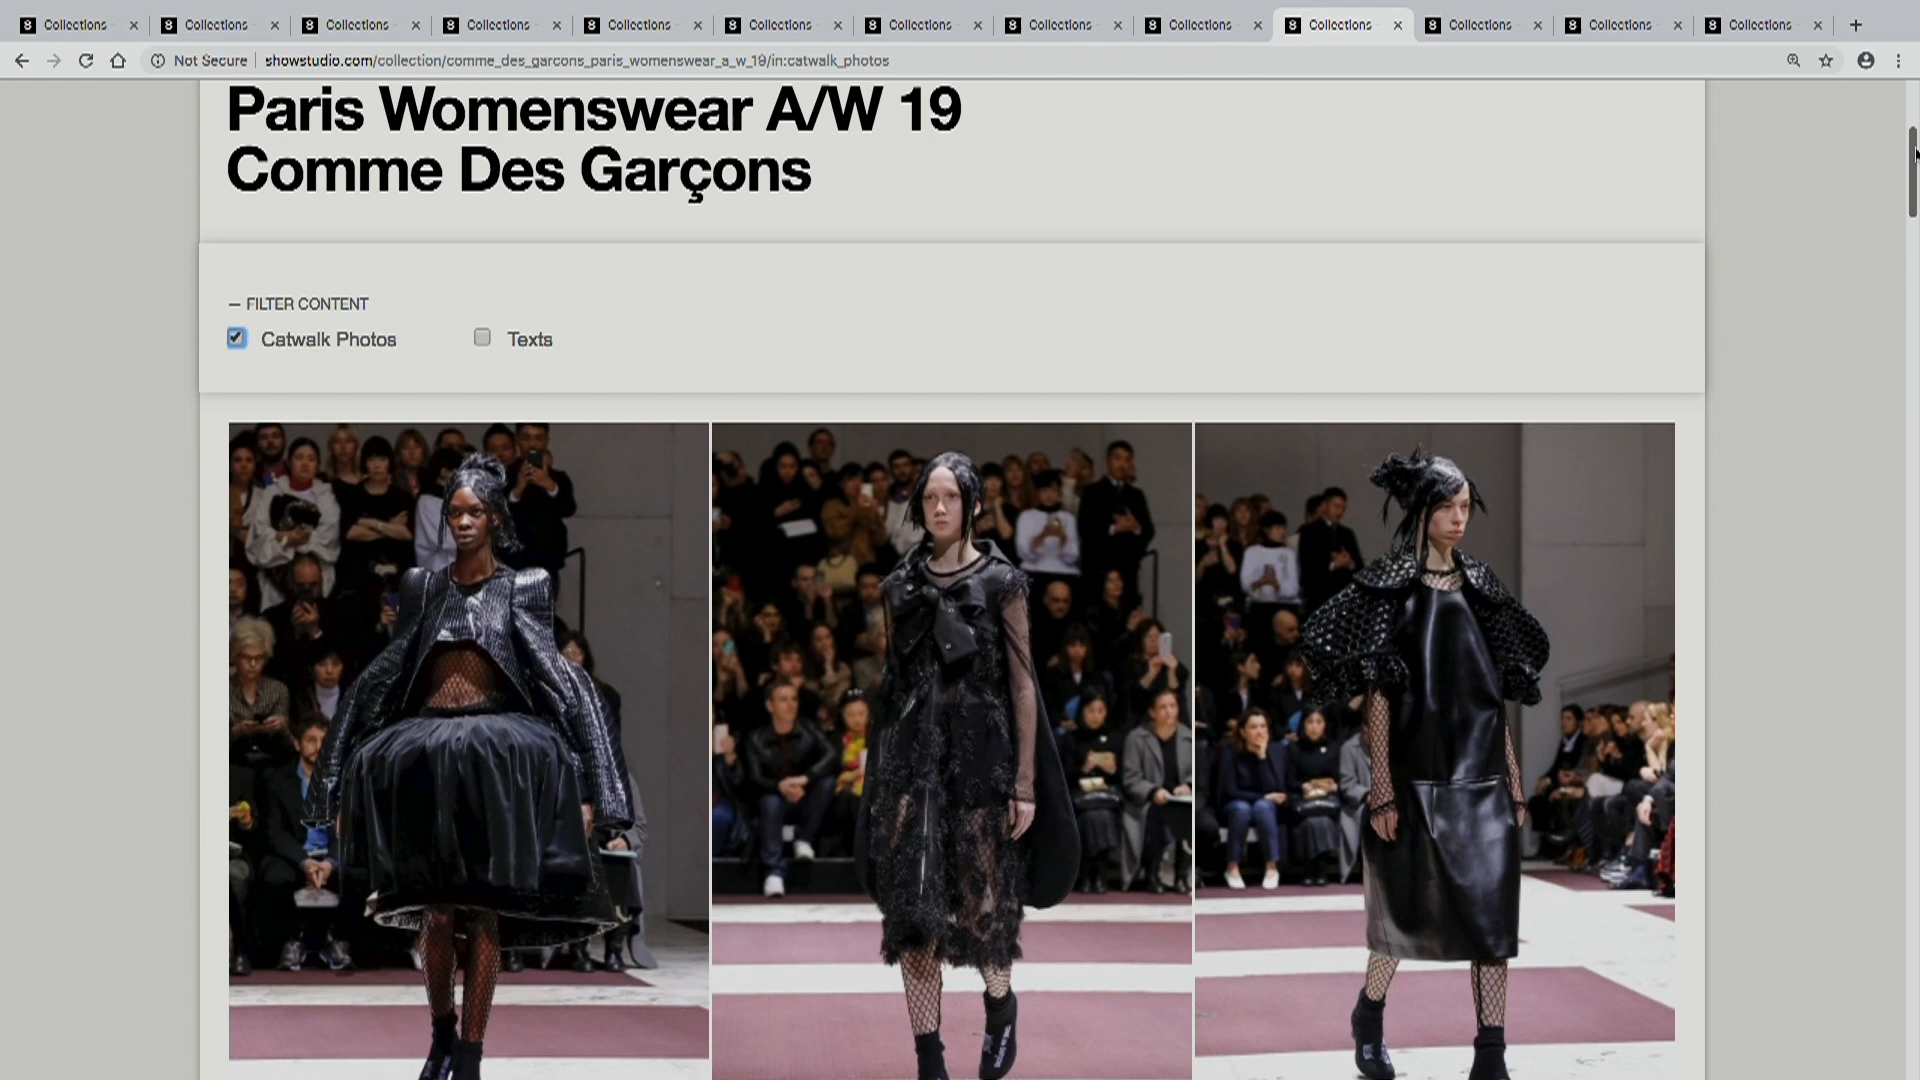 Collections
Collections
Collections
Collections
Collections
Collections
Collections
Collections
Collections
Collections
Collections
Collections
Collections
Not Secure
showstudio.com/collection/comme_des_garcons_paris_womenswear_a_w_19/in:catwalk_photos
Paris Womenswear A/W 19
Comme Des Garçons
– FILTER CONTENT
Catwalk Photos
Texts